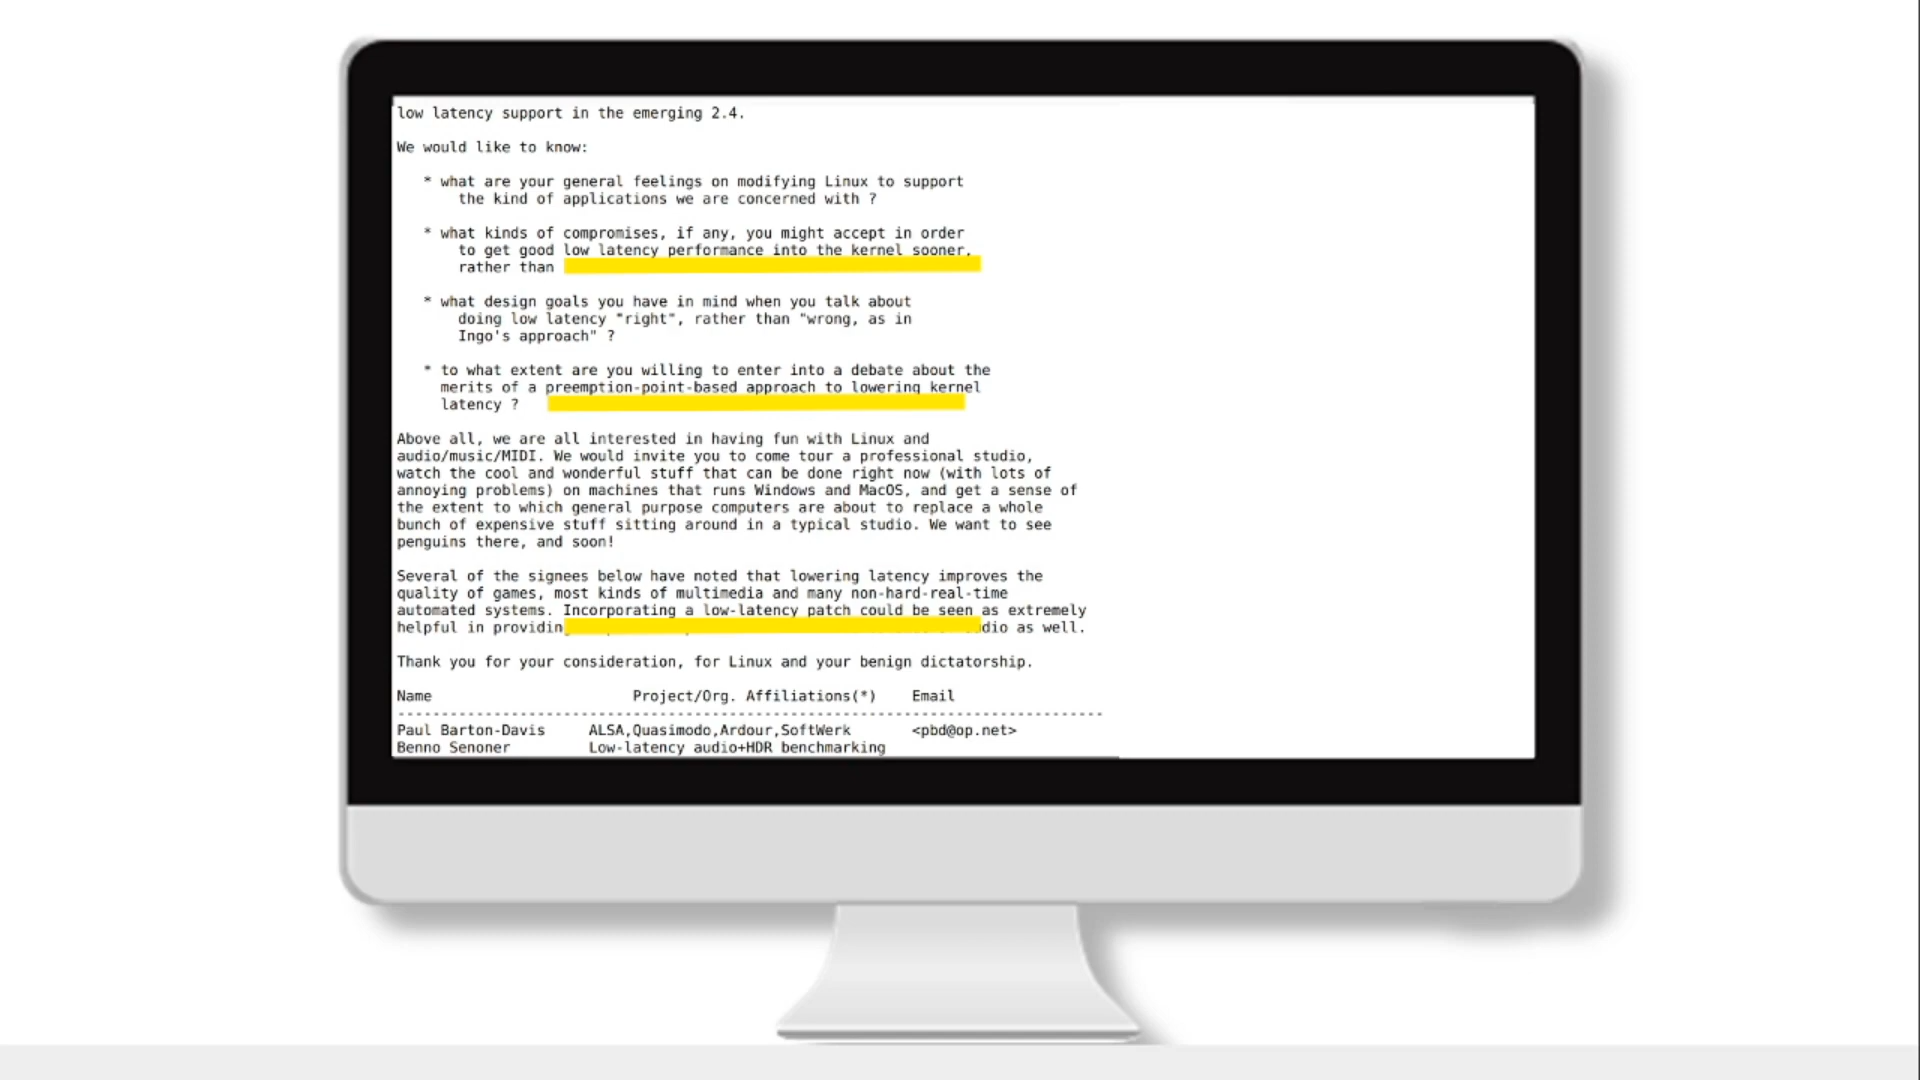 low latency support in the emerging 2.4.
We would like to know:
* what are your general feelings on modifying Linux to support
the kind of applications we are concerned with ?
* what kinds of compromises, if any, you might accept in order
to get good low latency performance into the kernel sooner,
rather than
* what design goals you have in mind when you talk about
doing low latency "right", rather than "wrong, as in
Ingo's approach" ?
* to what extent are you willing to enter into a debate about the
merits of a preemption-point-based approach to lowering kernel
latency ?
Above all, we are all interested in having fun with Linux and
audio/music/MIDI. We would invite you to come tour a professional studio,
watch the cool and wonderful stuff that can be done right now (with lots of
annoying problems) on machines that runs Windows and MacOS, and get a sense of
the extent to which general purpose computers are about to replace a whole
bunch of expensive stuff sitting around in a typical studio. We want to see
penguins there, and soon!
Several of the signees below have noted that lowering latency improves the
quality of games, most kinds of multimedia and many non-hard-real-time
automated systems. Incorporating a low-latency patch could be seen as extremely
helpful in as well.
Thank you for your consideration, for Linux and your benign dictatorship.
Name Project/Org. Affiliations(*) Email
--------------------------------------------------------------------------------
Paul Barton-Davis ALSA,Quasimodo,Ardour,SoftWerk <pbd@op.net>
Benno Senoner Low-latency audio+HDR benchmarking